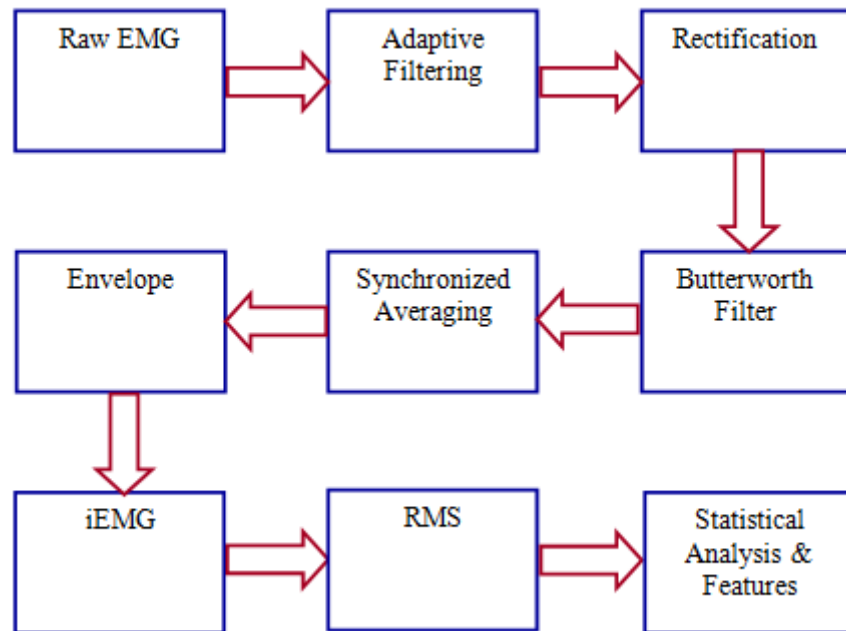 Raw EMG
Adaptive
Filtering
Rectification
Butterworth
Filter
Synchronized
Averaging
Envelope
iEMG
RMS
Statistical
Analysis &
Features